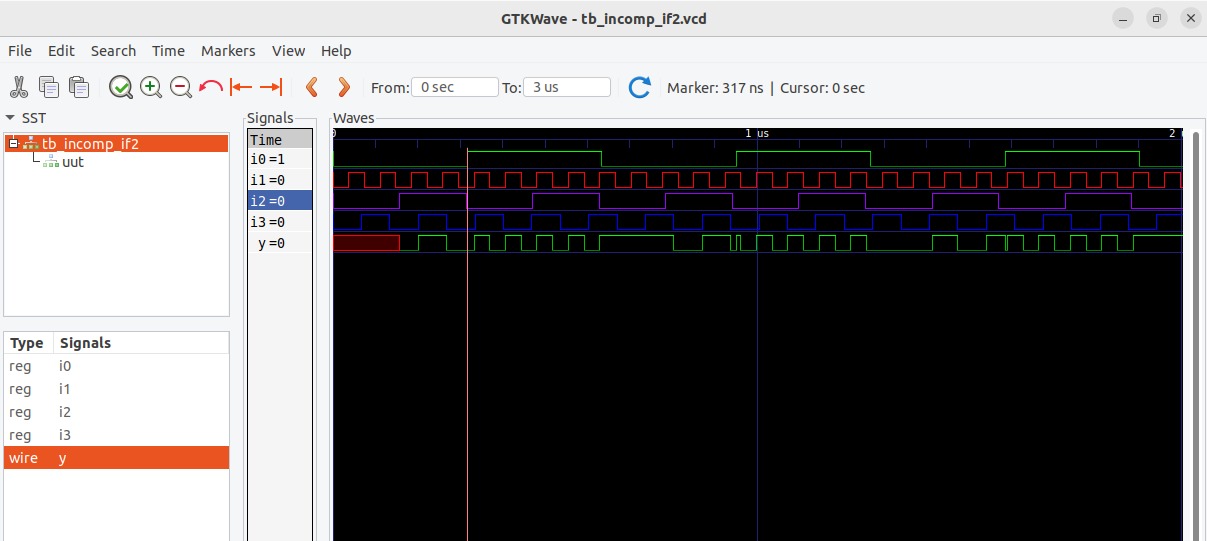 GTKWave - tb_incomp_if2.vcd
File Edit Search Time Markers View Help
From: 0 sec To: 3 us Marker: 317 ns | Cursor: 0 sec
SST
tb_incomp_if2
uut
Type Signals
reg i0
reg i1
reg i2
reg i3
wire y
Signals
Time
i0=1
i1=0
i2=0
i3=0
y=0
Waves
0 1 us 2